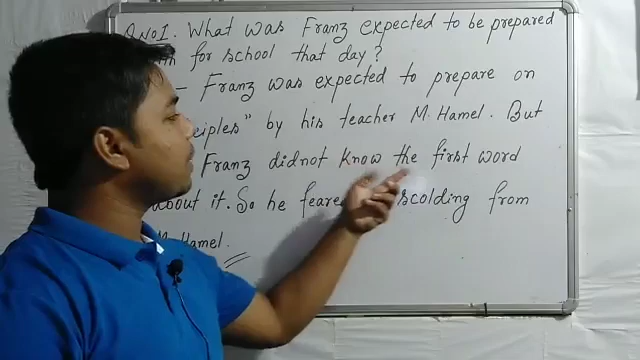 Q.No1. What was Franz expected to be prepared
for school that day?
– Franz was expected to prepare on
ciples" by his teacher M. Hamel. But
Franz didnot know the first word
about it. So he scolding from
M. Hamel.